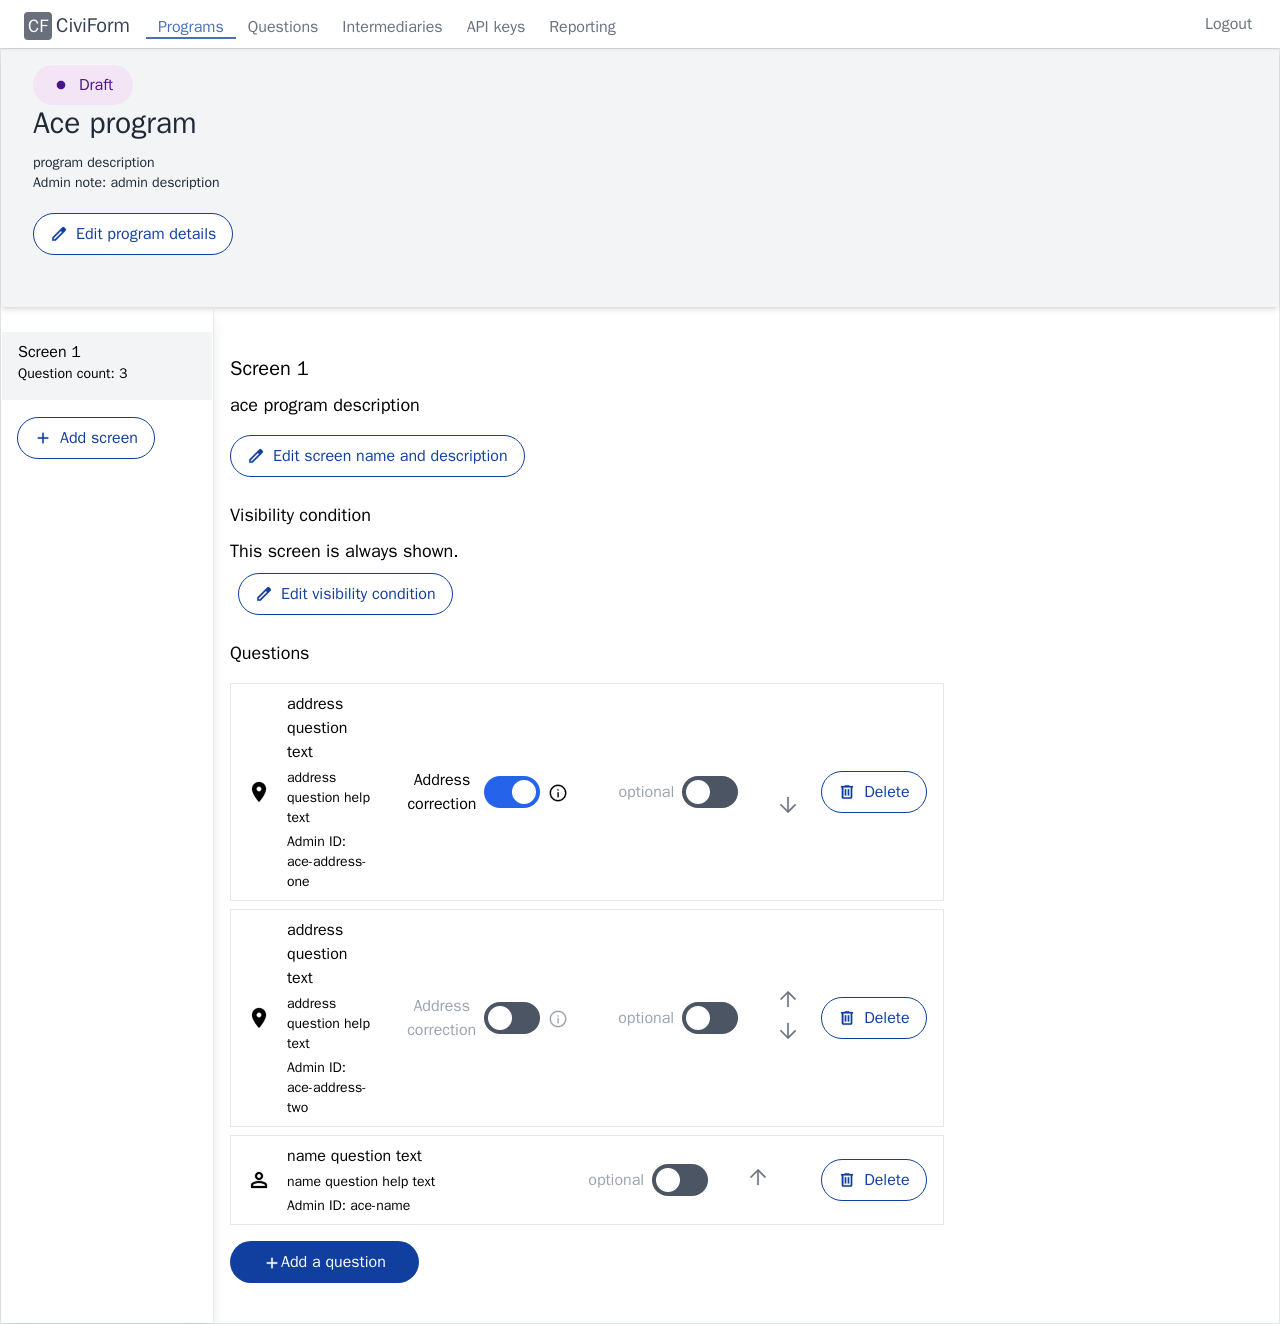 CF CiviForm Programs Questions Intermediaries API keys Reporting Logout
Draft
Ace program
program description
Admin note: admin description
Edit program details
Screen 1
Question count: 3
Add screen
Screen 1
ace program description
Edit screen name and description
Visibility condition
This screen is always shown.
Edit visibility condition
Questions
address
question
text
address
question help
text
Admin ID:
ace-address-
one
Address
correction
optional
Delete
address
question
text
address
question help
text
Admin ID:
ace-address-
two
Address
correction
optional
Delete
name question text
name question help text
Admin ID: ace-name
optional
Delete
Add a question